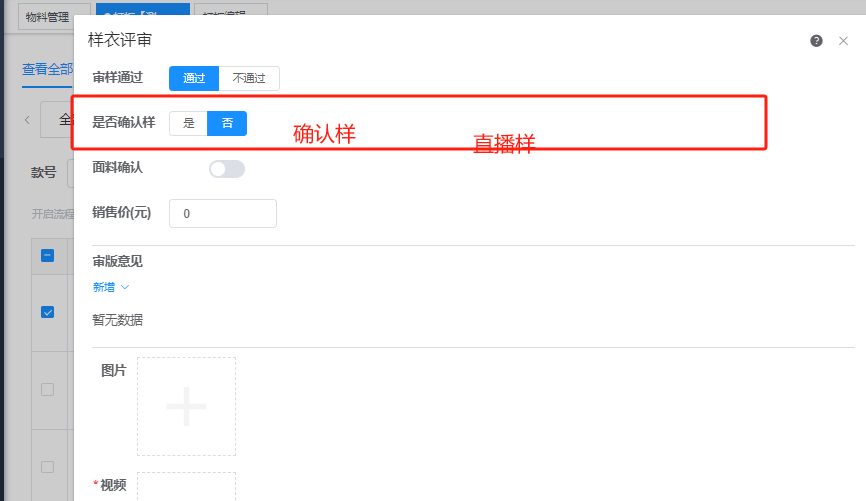 物料管理
样衣评审
查看全部
审样通过 通过 不通过
是否确认样 是 否 确认样 直播样
面料确认
款号
销售价(元) 0
开启流程
审版意见
新增
暂无数据
图片
*视频